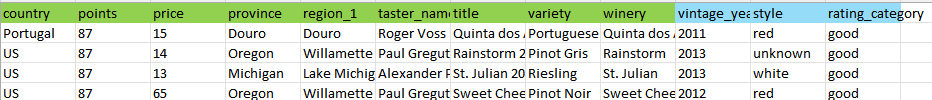 country points price province region_1 taster_name title variety winery vintage_yea style rating_category
Portugal 87 15 Douro Douro Roger Voss Quinta dos Portuguese Quinta dos 2011 red good
US 87 14 Oregon Willamette Paul Gregut Rainstorm 2 Pinot Gris Rainstorm 2013 unknown good
US 87 13 Michigan Lake Michig Alexander St. Julian 20 Riesling St. Julian 2013 white good
US 87 65 Oregon Willamette Paul Gregut Sweet Chee Pinot Noir Sweet Chee 2012 red good